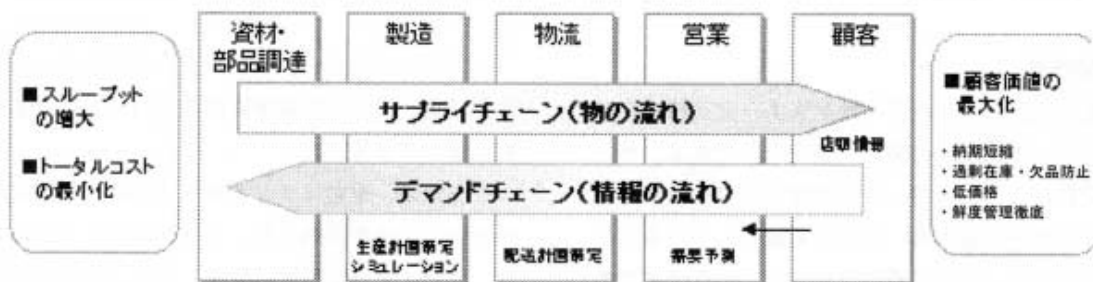 資材・
部品調達
製造
物流
営業
顧客
■スループット
の増大
■トータルコスト
の最小化
サプライチェーン(物の流れ)
店頭情報
デマンドチェーン(情報の流れ)
生産計画策定
シミュレーション
配送計画策定
需要予測
■顧客価値の
最大化
・納期短縮
・過剰在庫・欠品防止
・低価格
・鮮度管理徹底